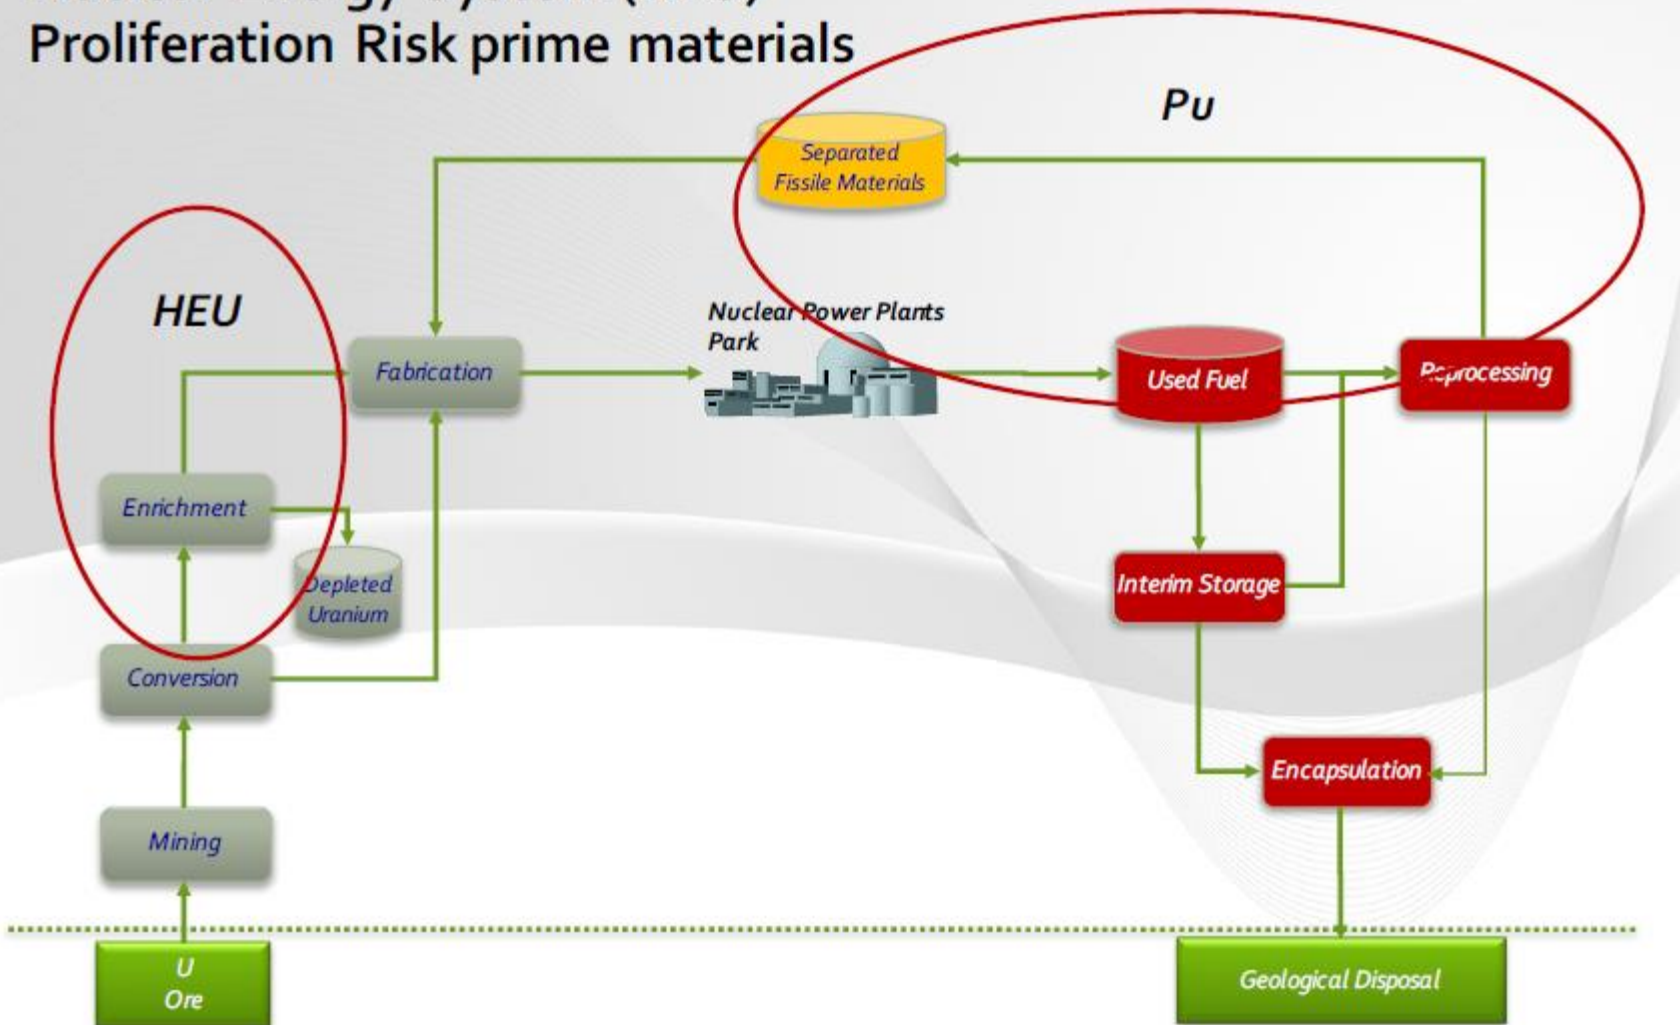 Proliferation Risk prime materials
Pu
Separated
Fissile Materials
HEU
Nuclear Power Plants
Park
Fabrication
Used Fuel
Reprocessing
Enrichment
Depleted
Uranium
Interim Storage
Conversion
Encapsulation
Mining
U
Ore
Geological Disposal